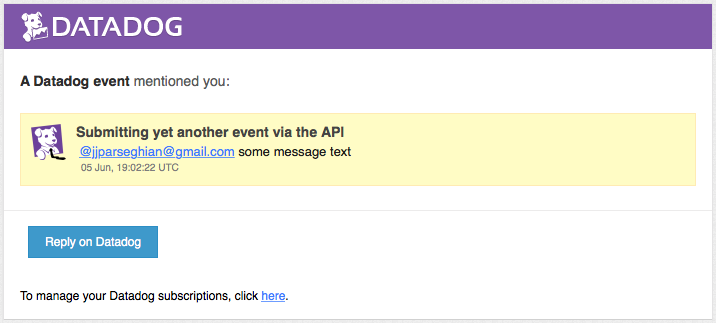 DATADOG
A Datadog event mentioned you:
Submitting yet another event via the API
@jjparseghian@gmail.com some message text
05 Jun, 19:02:22 UTC
Reply on Datadog
To manage your Datadog subscriptions, click here.